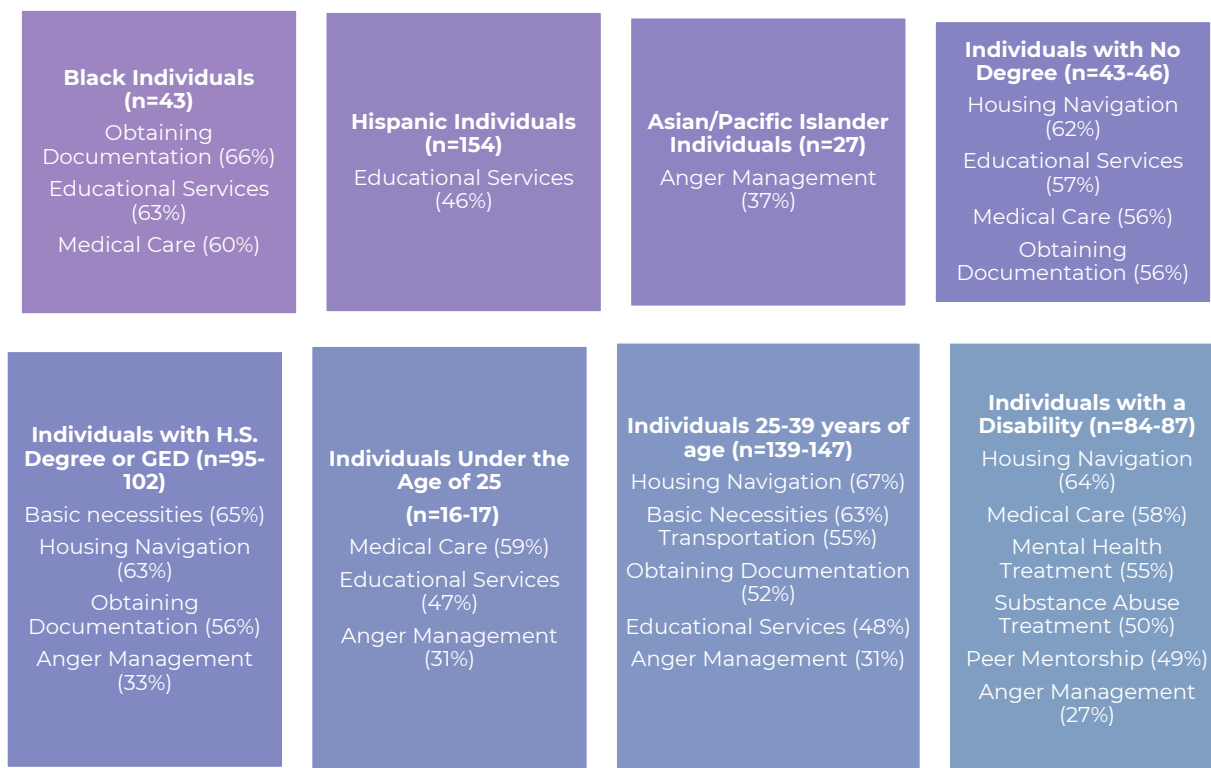 Black Individuals
(n=43)
Obtaining
Documentation (66%)
Educational Services
(63%)
Medical Care (60%)
Hispanic Individuals
(n=154)
Educational Services
(46%)
Asian/Pacific Islander
Individuals (n=27)
Anger Management
(37%)
Individuals with No
Degree (n=43-46)
Housing Navigation
(62%)
Educational Services
(57%)
Medical Care (56%)
Obtaining
Documentation (56%)
Individuals with H.S.
Degree or GED (n=95-
102)
Basic necessities (65%)
Housing Navigation
(63%)
Obtaining
Documentation (56%)
Anger Management
(33%)
Individuals Under the
Age of 25
(n=16-17)
Medical Care (59%)
Educational Services
(47%)
Anger Management
(31%)
Individuals 25-39 years of
age (n=139-147)
Housing Navigation (67%)
Basic Necessities (63%)
Transportation (55%)
Obtaining Documentation
(52%)
Educational Services (48%)
Anger Management (31%)
Individuals with a
Disability (n=84-87)
Housing Navigation
(64%)
Medical Care (58%)
Mental Health
Treatment (55%)
Substance Abuse
Treatment (50%)
Peer Mentorship (49%)
Anger Management
(27%)